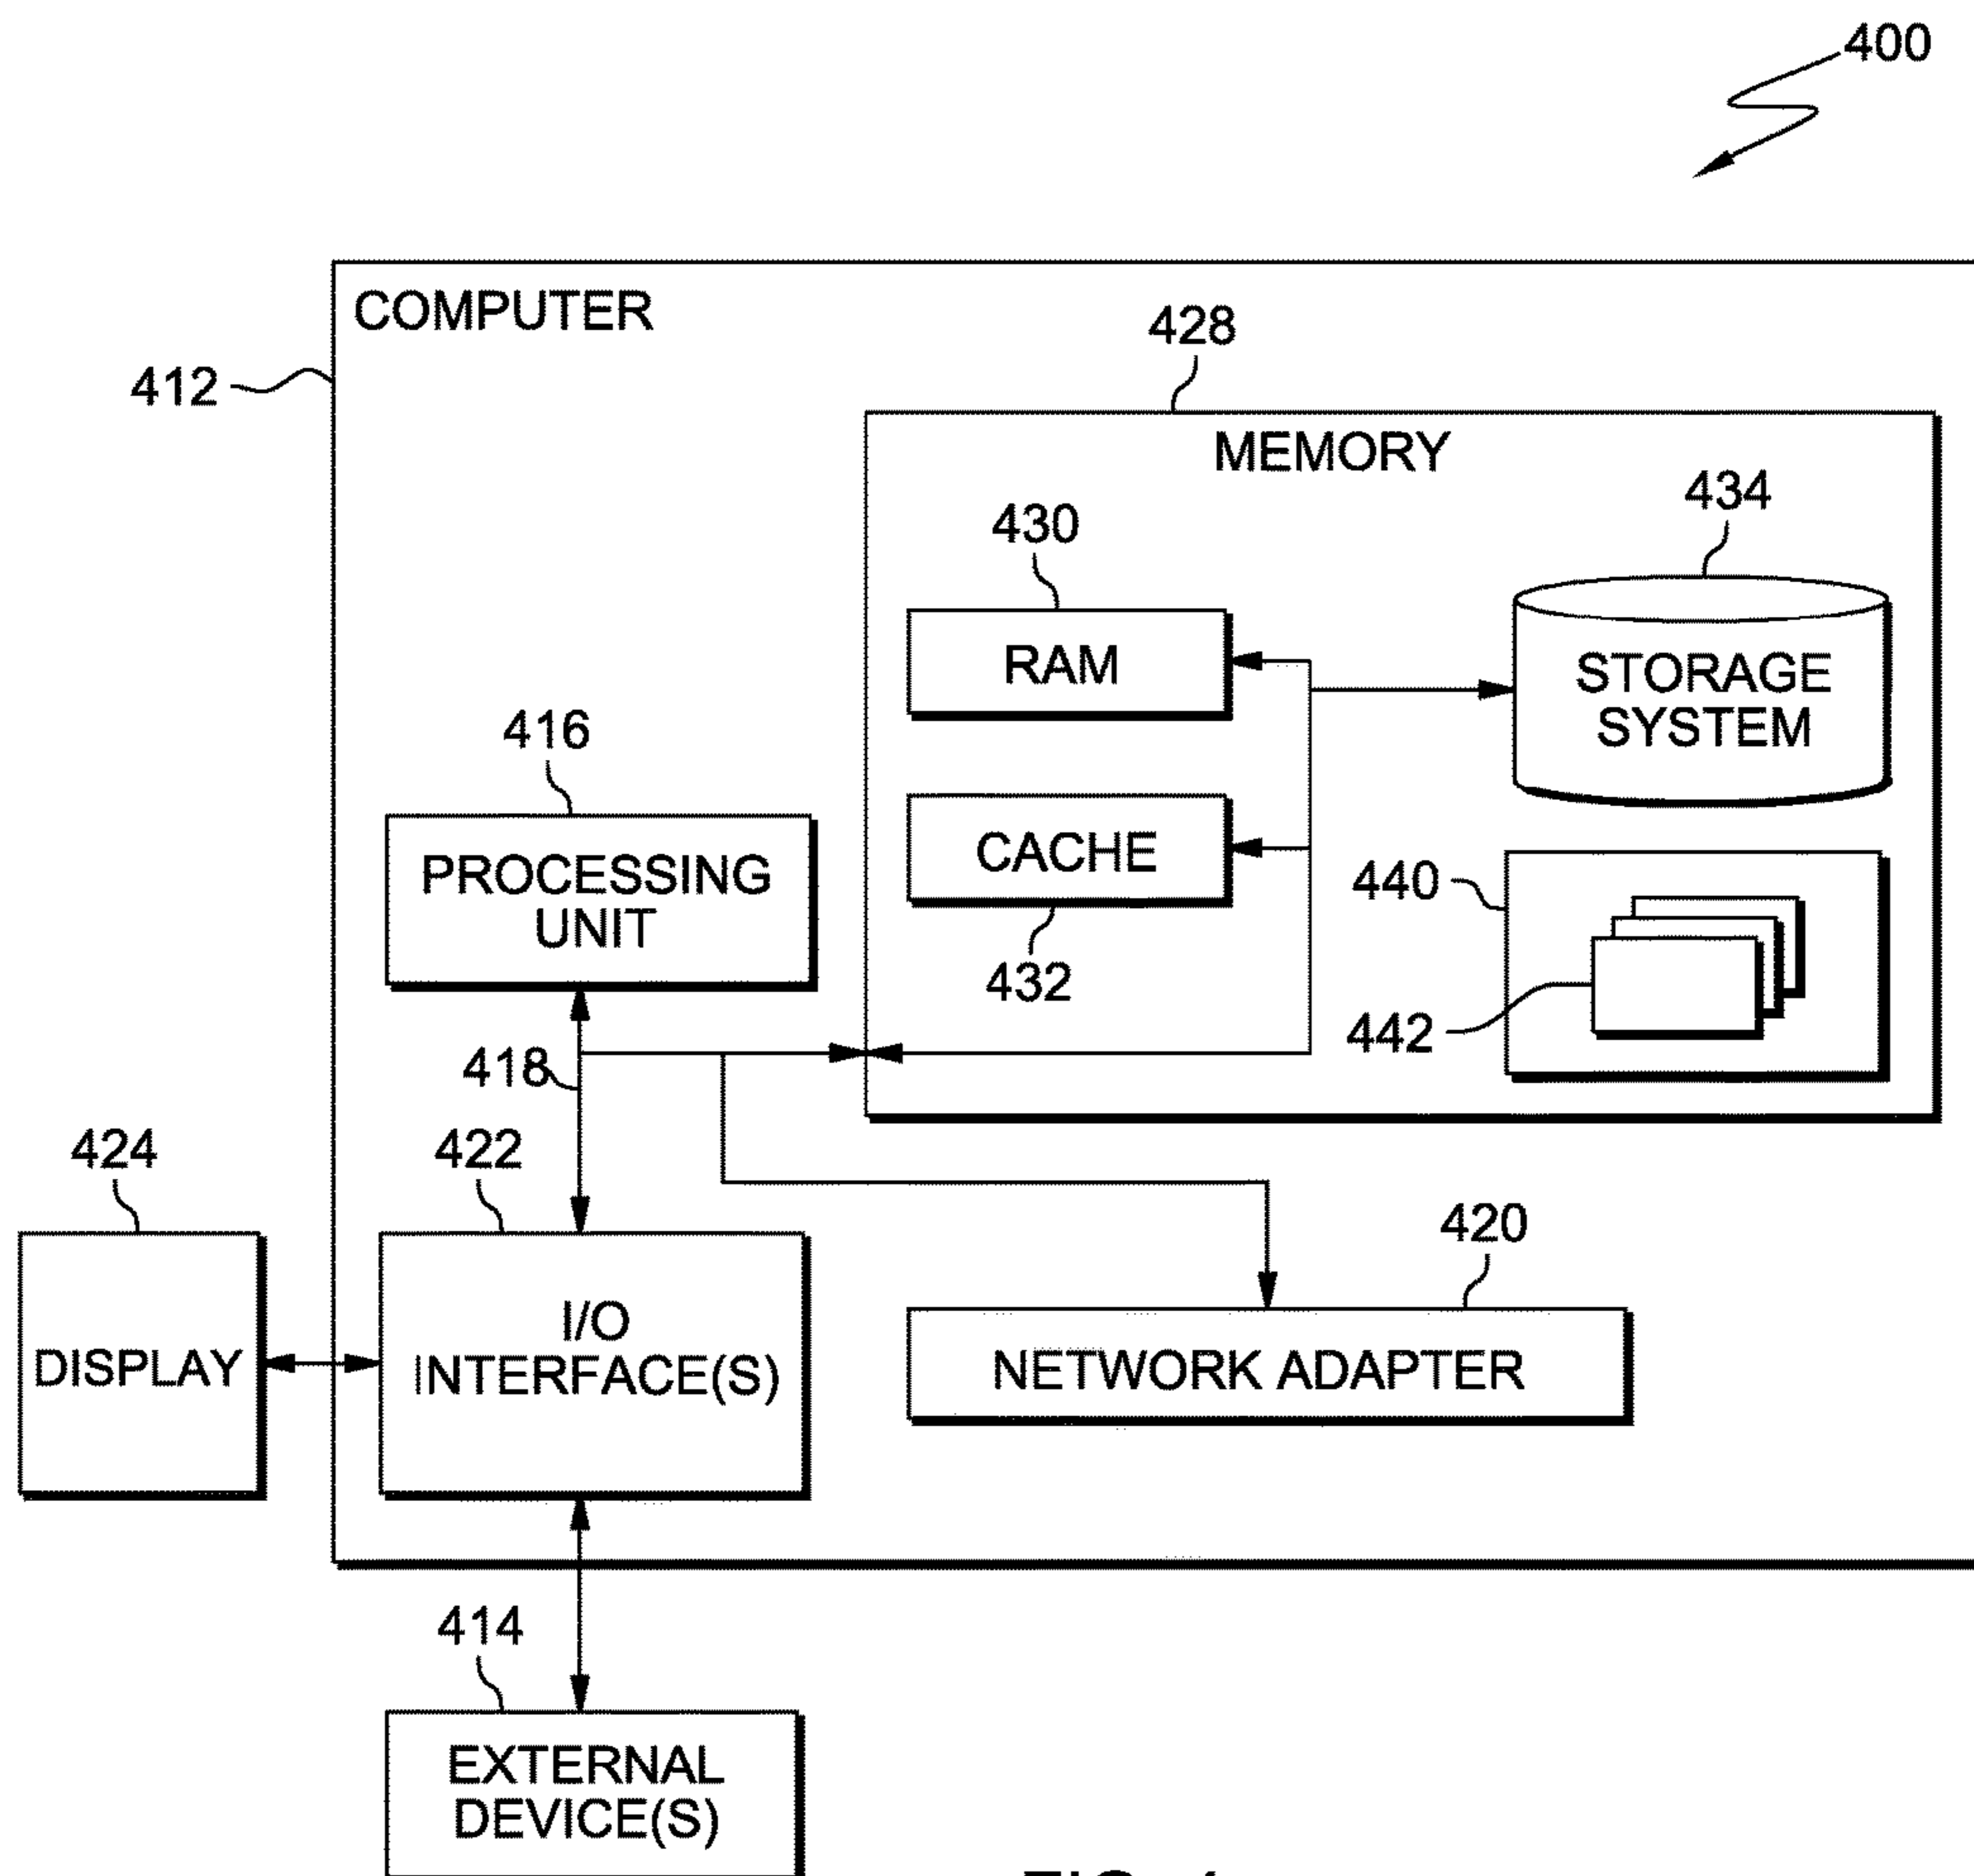 400
COMPUTER
412
428
MEMORY
430
434
RAM
STORAGE
SYSTEM
416
PROCESSING
UNIT
CACHE
432
440
442
418
424
422
420
DISPLAY
I/O
INTERFACE(S)
NETWORK ADAPTER
414
EXTERNAL
DEVICE(S)